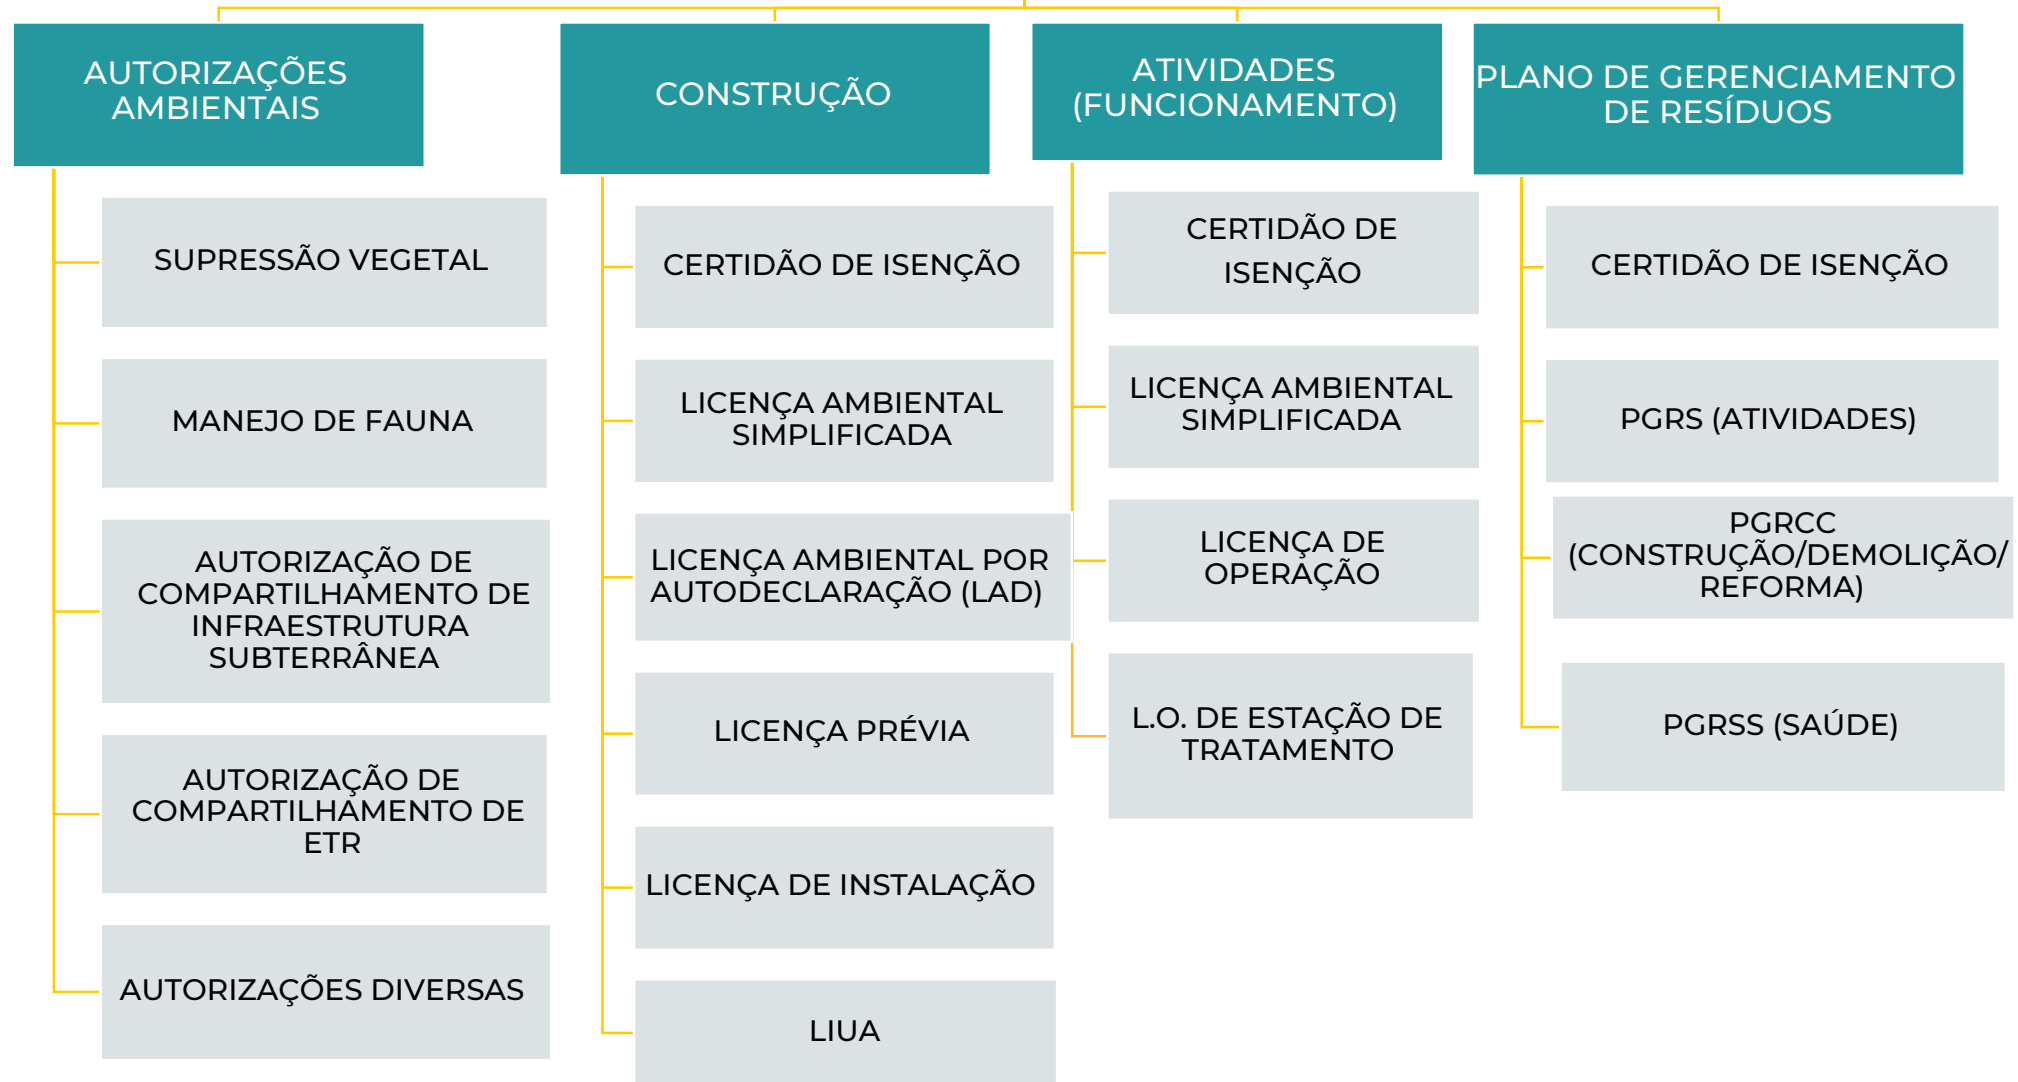 AUTORIZAÇÕES
AMBIENTAIS
SUPRESSÃO VEGETAL
MANEJO DE FAUNA
AUTORIZAÇÃO DE
COMPARTILHAMENTO DE
INFRAESTRUTURA
SUBTERRÂNEA
AUTORIZAÇÃO DE
COMPARTILHAMENTO DE
ETR
AUTORIZAÇÕES DIVERSAS
CONSTRUÇÃO
CERTIDÃO DE ISENÇÃO
LICENÇA AMBIENTAL
SIMPLIFICADA
LICENÇA AMBIENTAL POR
AUTODECLARAÇÃO (LAD)
LICENÇA PRÉVIA
LICENÇA DE INSTALAÇÃO
LIUA
ATIVIDADES
(FUNCIONAMENTO)
CERTIDÃO DE
ISENÇÃO
LICENÇA AMBIENTAL
SIMPLIFICADA
LICENÇA DE
OPERAÇÃO
L.O. DE ESTAÇÃO DE
TRATAMENTO
PLANO DE GERENCIAMENTO
DE RESÍDUOS
CERTIDÃO DE ISENÇÃO
PGRS (ATIVIDADES)
PGRCC
(CONSTRUÇÃO/DEMOLIÇÃO/
REFORMA)
PGRSS (SAÚDE)